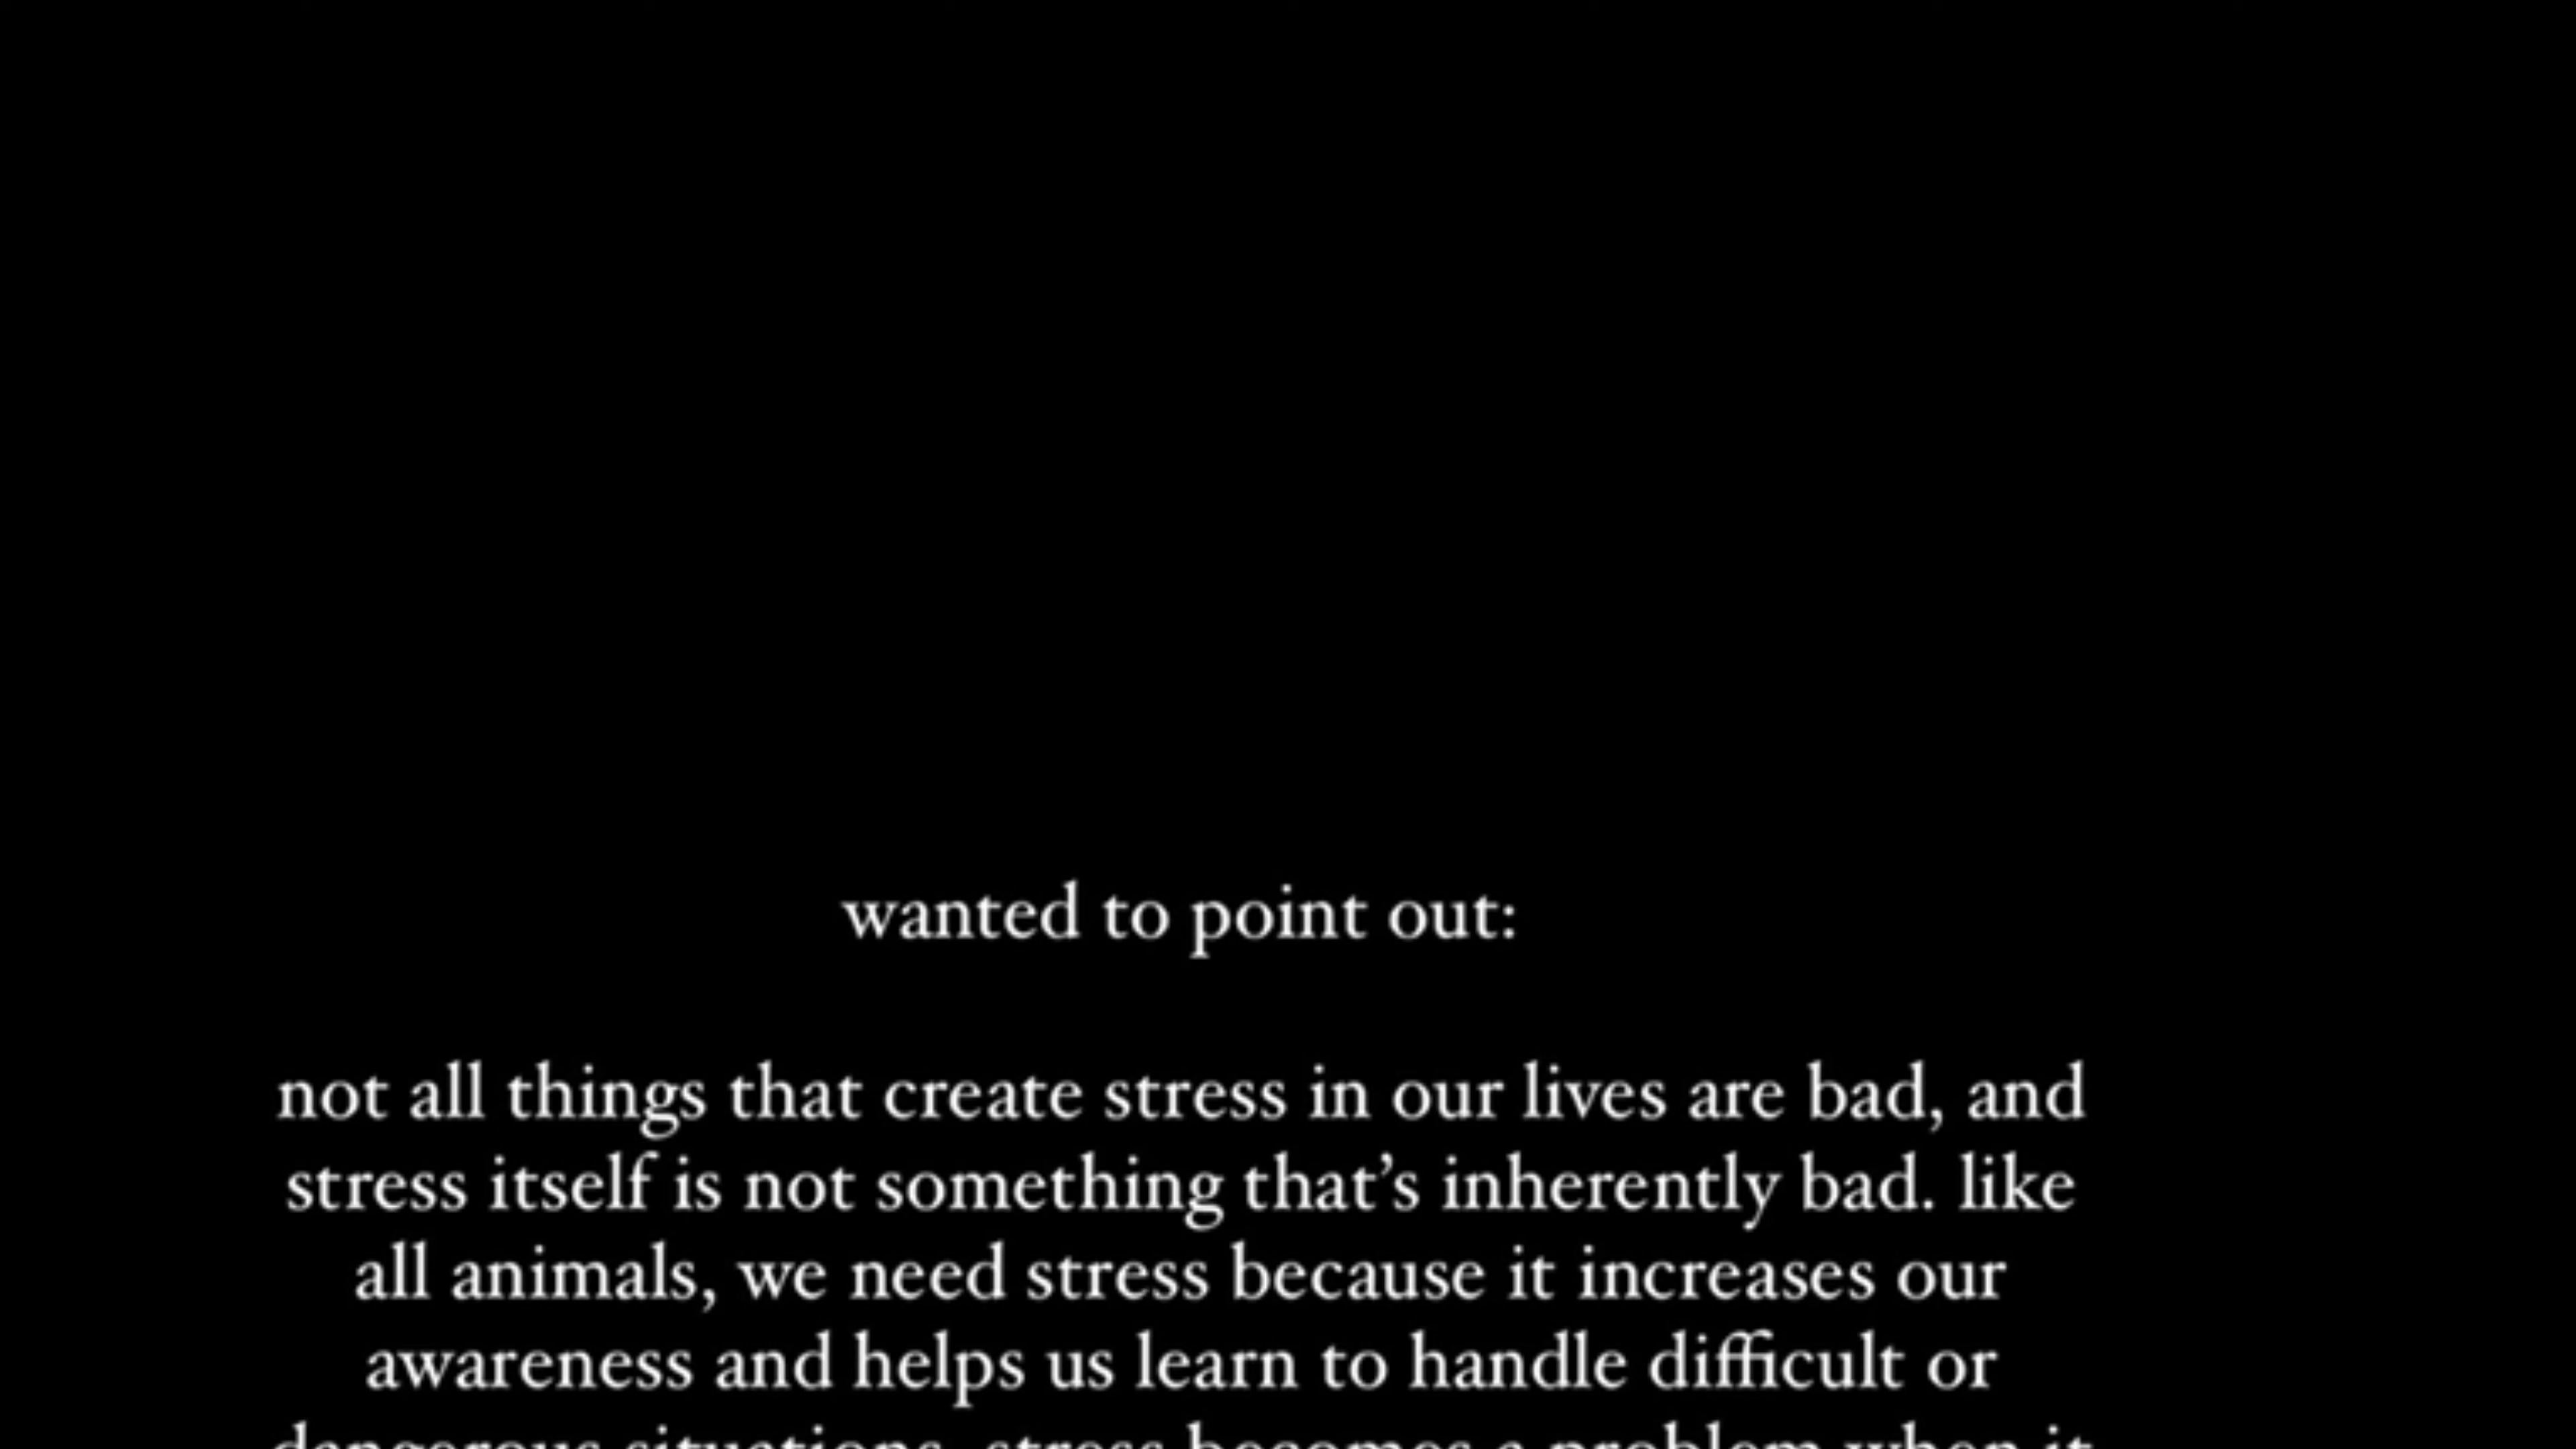 wanted to point out:
not all things that create stress in our lives are bad, and
stress itself is not something that’s inherently bad. like
all animals, we need stress because it increases our
awareness and helps us learn to handle difficult or
dangerous situations. stress becomes a problem when it